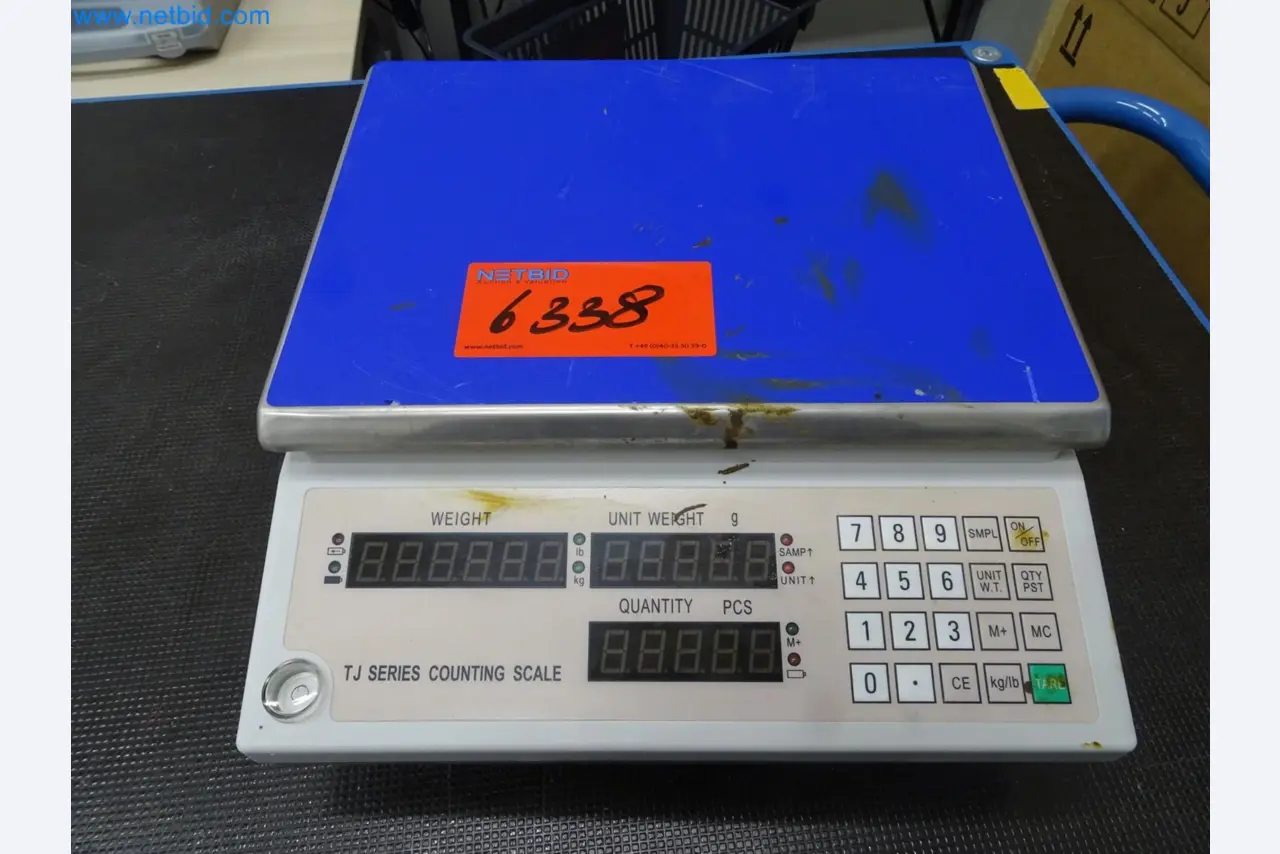 www.netbid.com
NETBID
AUCTION & VALUATION
6338
www.netbid.com
WEIGHT
UNIT WEIGHT g
lb
kg
SAMP↑
UNIT↑
QUANTITY PCS
M+
TJ SERIES COUNTING SCALE
7 8 9 SMPL ON/OFF
4 5 6 UNIT W.T. QTY PST
1 2 3 M+ MC
0 . CE kg/lb TARE